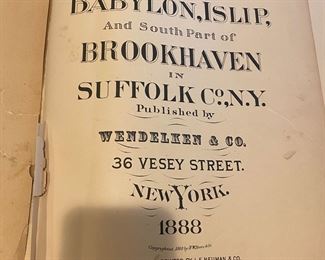 BABYLON, ISLIP,
And South Part of
BROOKHAVEN
IN
SUFFOLK Co., N.Y.
Published by
WENDELKEN & CO.
36 VESEY STREET.
NEW YORK.
1888